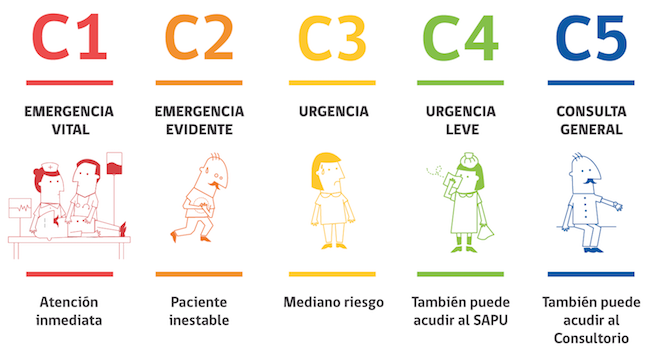 C1
EMERGENCIA
VITAL
Atención
inmediata
C2
EMERGENCIA
EVIDENTE
Paciente
inestable
C3
URGENCIA
Mediano riesgo
C4
URGENCIA
LEVE
También puede
acudir al SAPU
C5
CONSULTA
GENERAL
También puede
acudir al
Consultorio